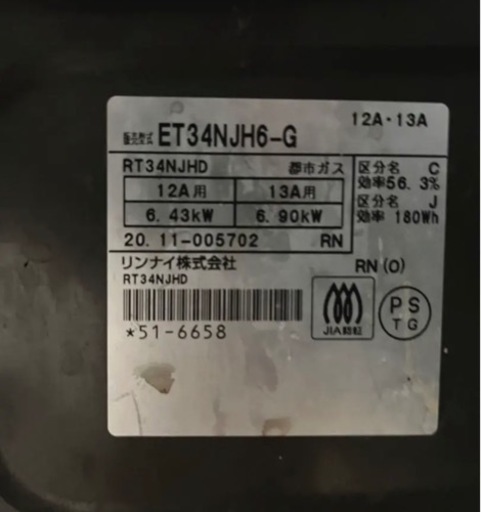 12A・13A
販売型式 ET34NJH6-G
RT34NJHD 都市ガス
12A用 13A用
6.43kW 6.90kW
20.11-005702 RN
区分名 C
効率56.3%
区分名 J
効率 180Wh
リンナイ株式会社 RN(O)
RT34NJHD
*51-6658
JIA認証
PS
TG